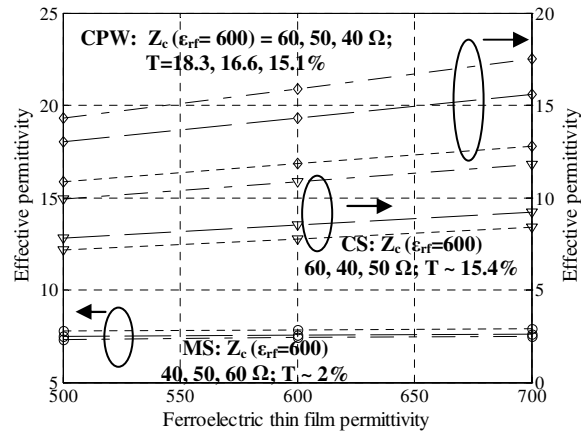 CPW: Zc (εrf= 600) = 60, 50, 40 Ω;
T=18.3, 16.6, 15.1%
CS: Zc (εrf=600)
60, 40, 50 Ω; T ~ 15.4%
MS: Zc (εrf=600)
40, 50, 60 Ω; T ~ 2%
Effective permittivity
25
20
15
10
5
Effective permittivity
20
15
10
5
0
500
550
600
650
700
Ferroelectric thin film permittivity